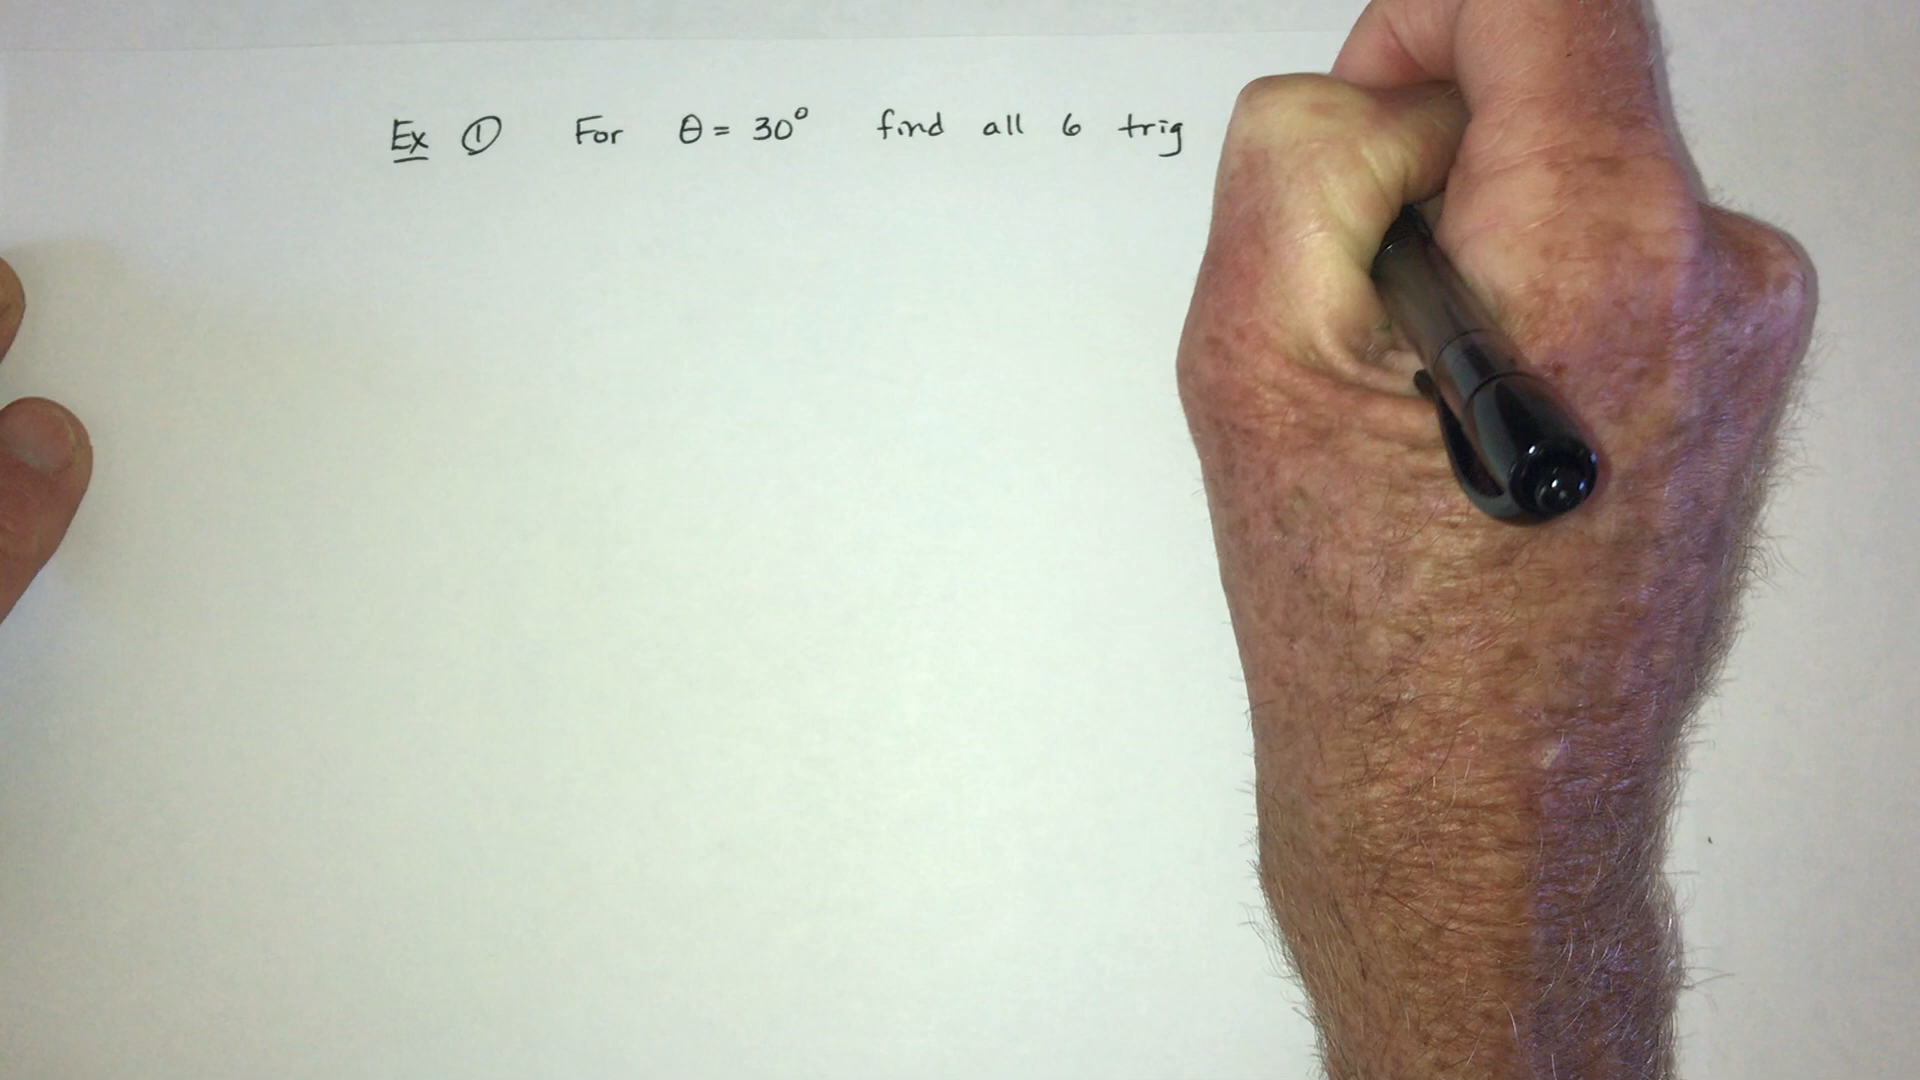 Ex ① For θ = 30° find all 6 trig